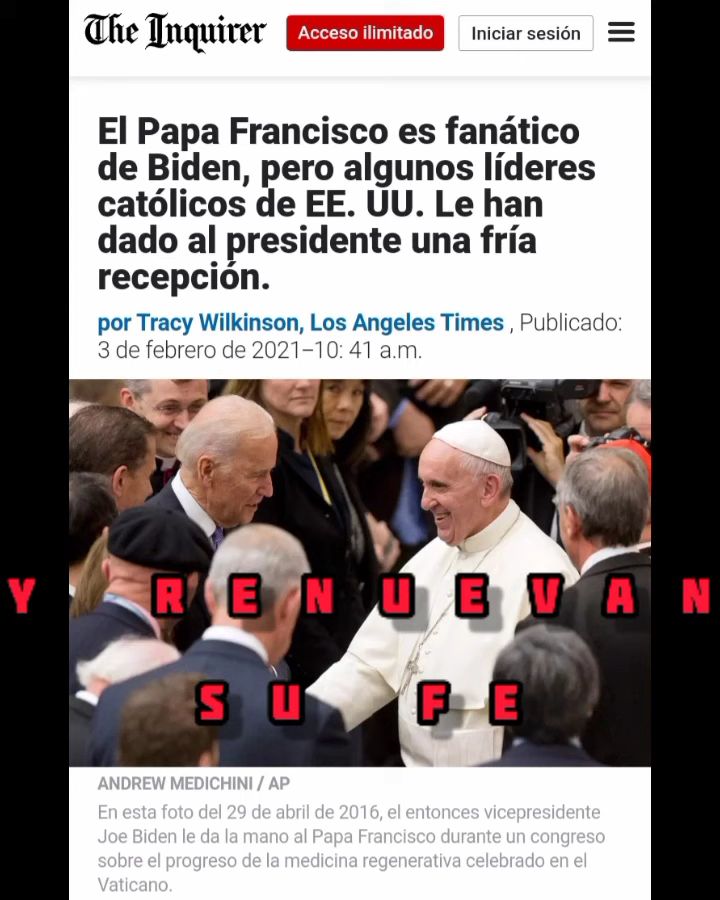 The Inquirer
Acceso ilimitado
Iniciar sesión
El Papa Francisco es fanático
de Biden, pero algunos líderes
católicos de EE. UU. Le han
dado al presidente una fría
recepción.
por Tracy Wilkinson, Los Angeles Times , Publicado:
3 de febrero de 2021–10: 41 a.m.
Y RENUEVAN
SU FE
ANDREW MEDICHINI / AP
En esta foto del 29 de abril de 2016, el entonces vicepresidente
Joe Biden le da la mano al Papa Francisco durante un congreso
sobre el progreso de la medicina regenerativa celebrado en el
Vaticano.